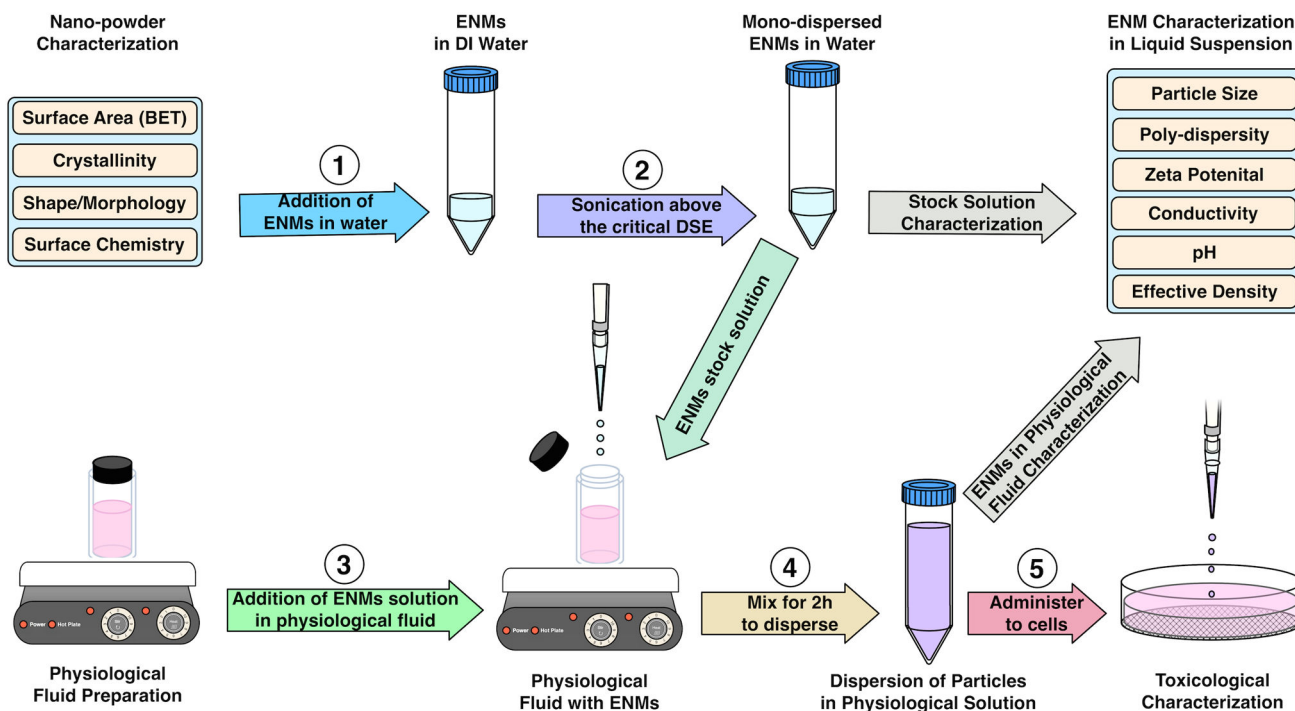 Nano-powder
Characterization
Surface Area (BET)
Crystallinity
Shape/Morphology
Surface Chemistry
1
Addition of
ENMs in water
ENMs
in DI Water
2
Sonication above
the critical DSE
Mono-dispersed
ENMs in Water
Stock Solution
Characterization
ENM Characterization
in Liquid Suspension
Particle Size
Poly-dispersity
Zeta Potenital
Conductivity
pH
Effective Density
ENMs stock solution
ENMs in Physiological
Fluid Characterization
Power
Hot Plate
Physiological
Fluid Preparation
3
Addition of ENMs solution
in physiological fluid
Power
Hot Plate
Physiological
Fluid with ENMs
4
Mix for 2h
to disperse
Dispersion of Particles
in Physiological Solution
5
Administer
to cells
Toxicological
Characterization